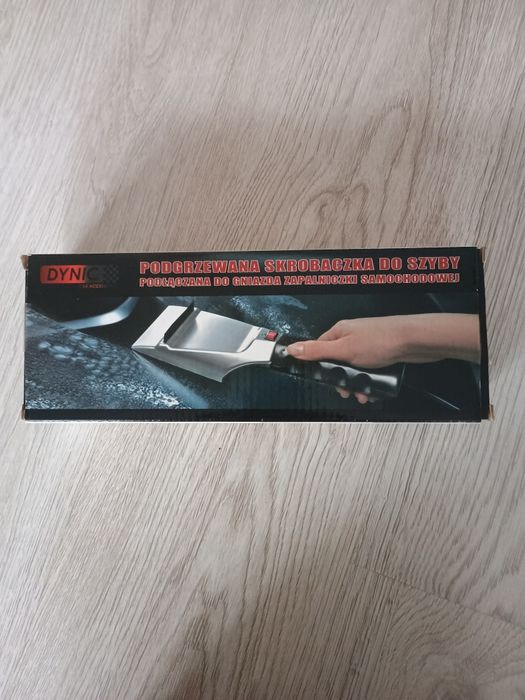 DYNIC
PODGRZEWANA SKROBACZKA DO SZYBY
PODŁĄCZANA DO GNIAZDA ZAPALNICZKI SAMOCHODOWEJ